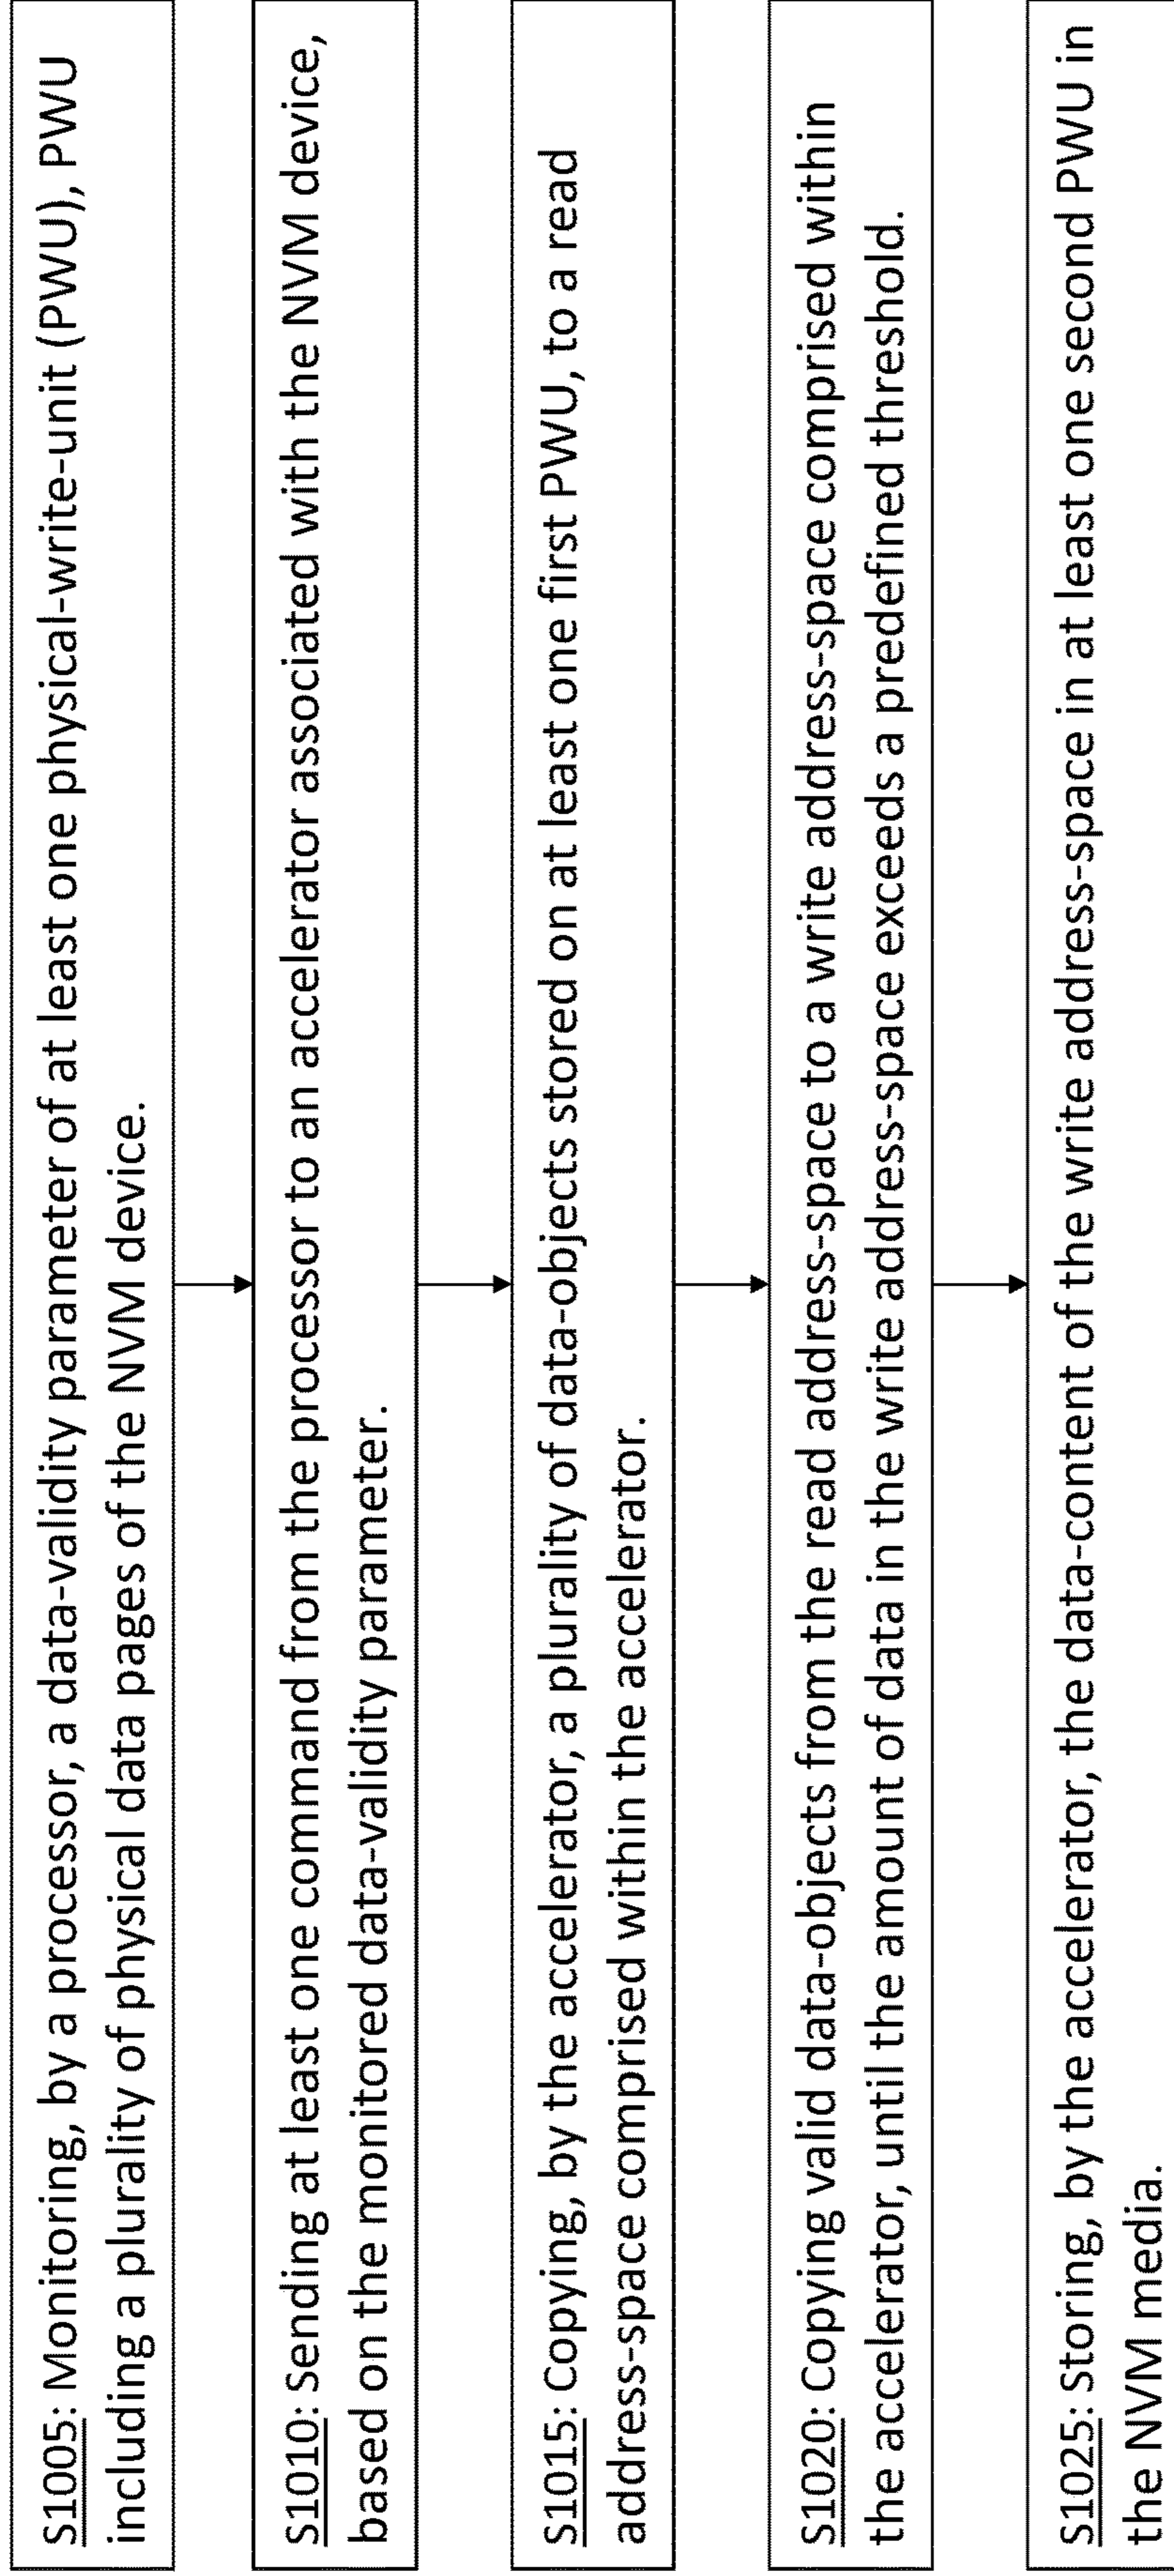 S1005: Monitoring, by a processor, a data-validity parameter of at least one physical-write-unit (PWU), PWU
including a plurality of physical data pages of the NVM device.
S1010: Sending at least one command from the processor to an accelerator associated with the NVM device,
based on the monitored data-validity parameter.
S1015: Copying, by the accelerator, a plurality of data-objects stored on at least one first PWU, to a read
address-space comprised within the accelerator.
S1020: Copying valid data-objects from the read address-space to a write address-space comprised within
the accelerator, until the amount of data in the write address-space exceeds a predefined threshold.
S1025: Storing, by the accelerator, the data-content of the write address-space in at least one second PWU in
the NVM media.